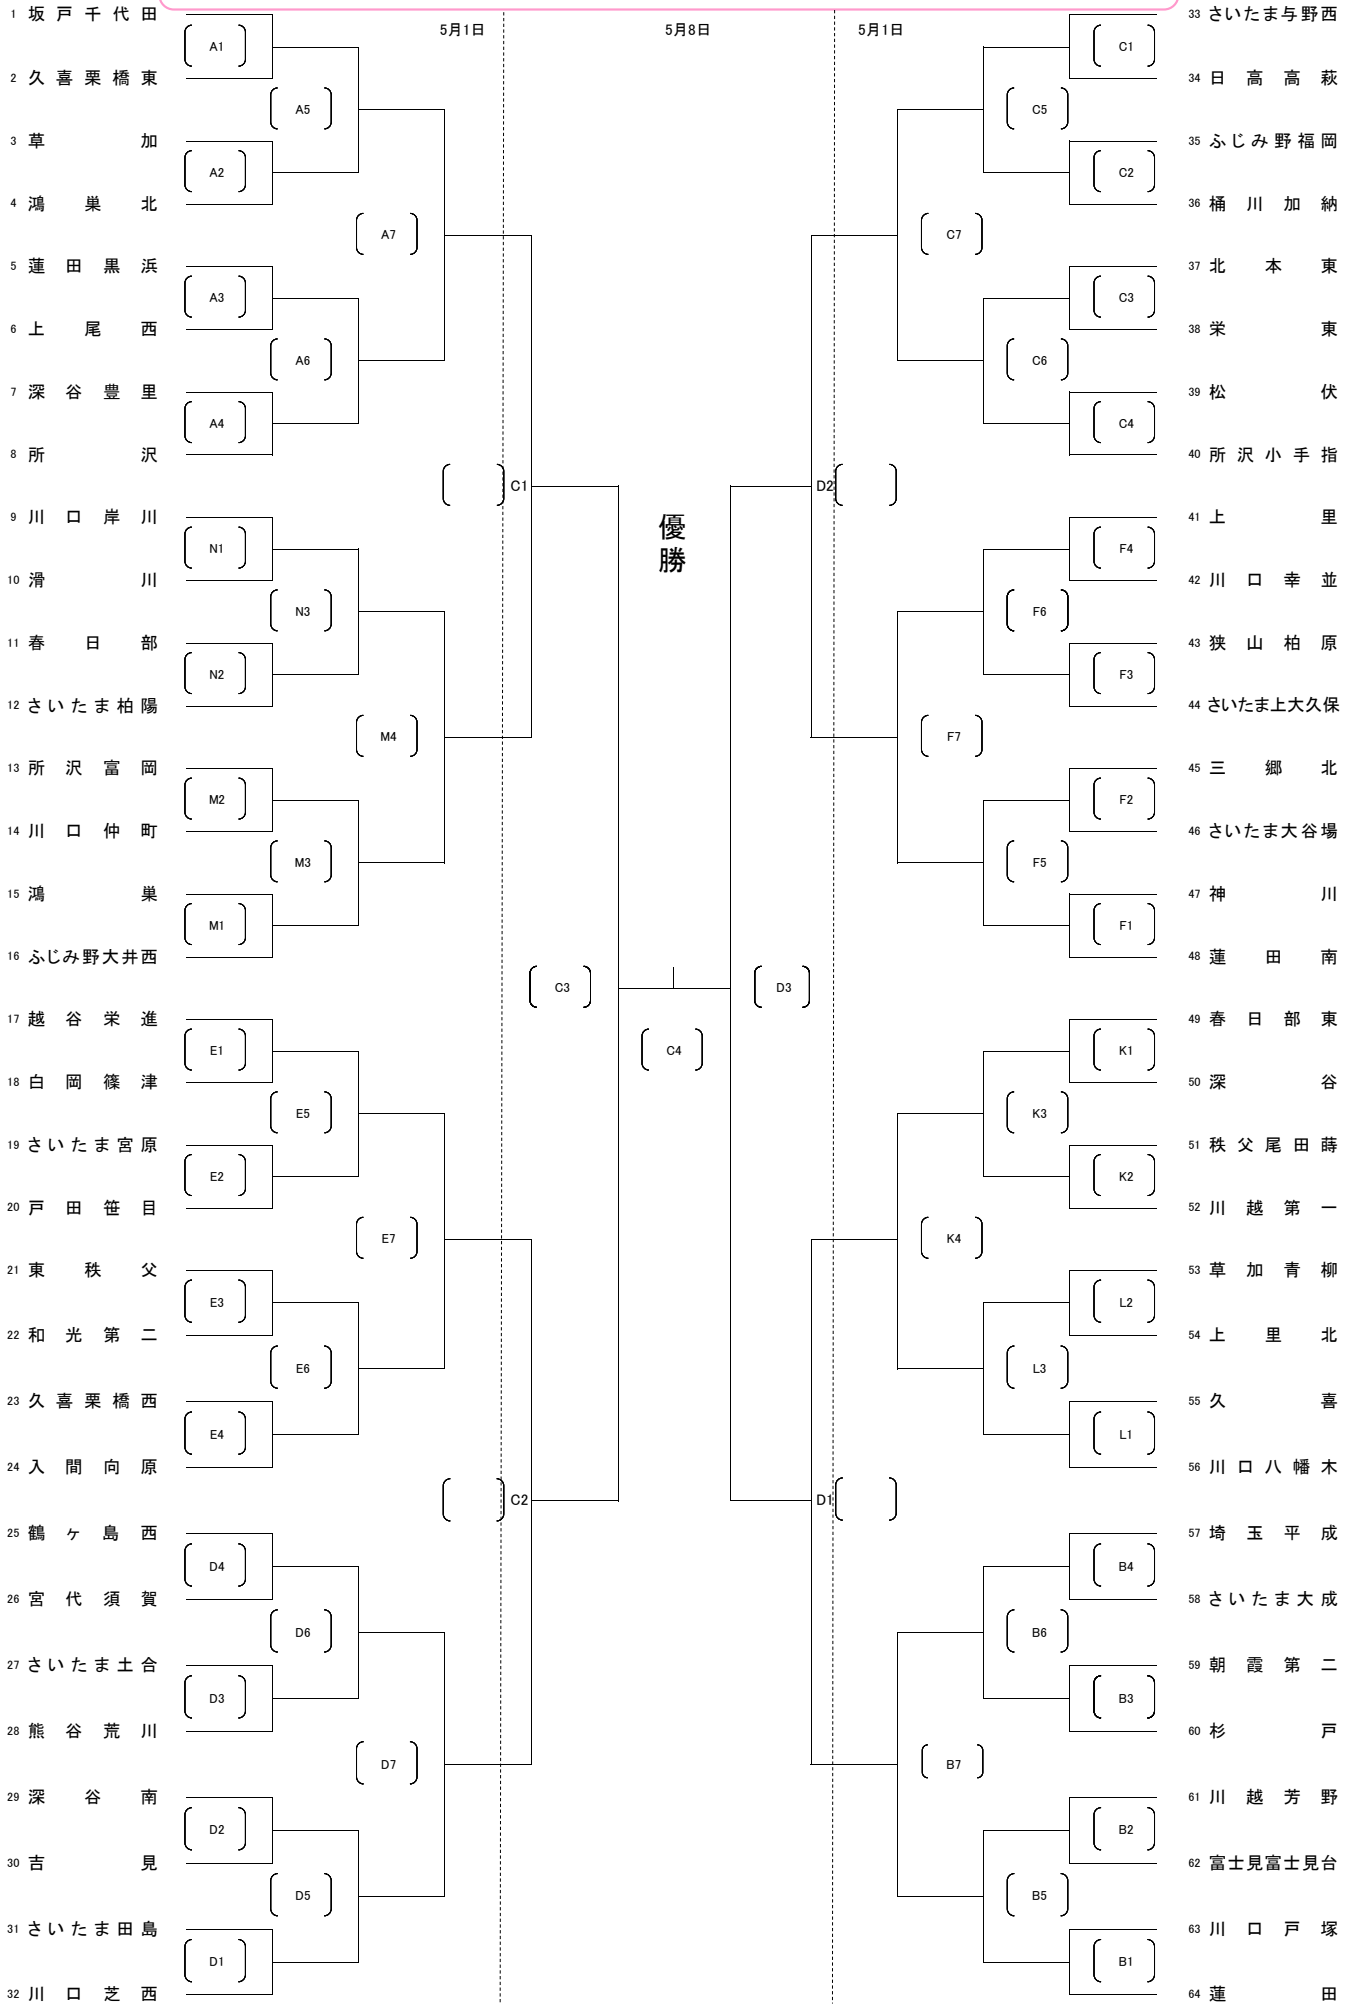 5月1日
5月8日
5月1日
1 坂戸千代田
A1
2 久喜栗橋東
A5
3 草加
A2
4 鴻巣北
A7
5 蓮田黒浜
A3
6 上尾西
A6
7 深谷豊里
A4
8 所沢
C1
9 川口岸川
N1
10 滑川
N3
11 春日部
N2
12 さいたま柏陽
M4
13 所沢富岡
M2
14 川口仲町
M3
15 鴻巣
M1
16 ふじみ野大井西
C3
17 越谷栄進
E1
18 白岡篠津
E5
19 さいたま宮原
E2
20 戸田笹目
E7
21 東秩父
E3
22 和光第二
E6
23 久喜栗橋西
E4
24 入間向原
C2
25 鶴ヶ島西
D4
26 宮代須賀
D6
27 さいたま土合
D3
28 熊谷荒川
D7
29 深谷南
D2
30 吉見
D5
31 さいたま田島
D1
32 川口芝西
優勝
C4
33 さいたま与野西
C1
34 日高高萩
C5
35 ふじみ野福岡
C2
36 桶川加納
C7
37 北本東
C3
38 栄東
C6
39 松伏
C4
40 所沢小手指
D2
41 上里
F4
42 川口幸並
F6
43 狭山柏原
F3
44 さいたま上大久保
F7
45 三郷北
F2
46 さいたま大谷場
F5
47 神川
F1
48 蓮田南
D3
49 春日部東
K1
50 深谷
K3
51 秩父尾田蒔
K2
52 川越第一
K4
53 草加青柳
L2
54 上里北
L3
55 久喜
L1
56 川口八幡木
D1
57 埼玉平成
B4
58 さいたま大成
B6
59 朝霞第二
B3
60 杉戸
B7
61 川越芳野
B2
62 富士見富士見台
B5
63 川口戸塚
B1
64 蓮田